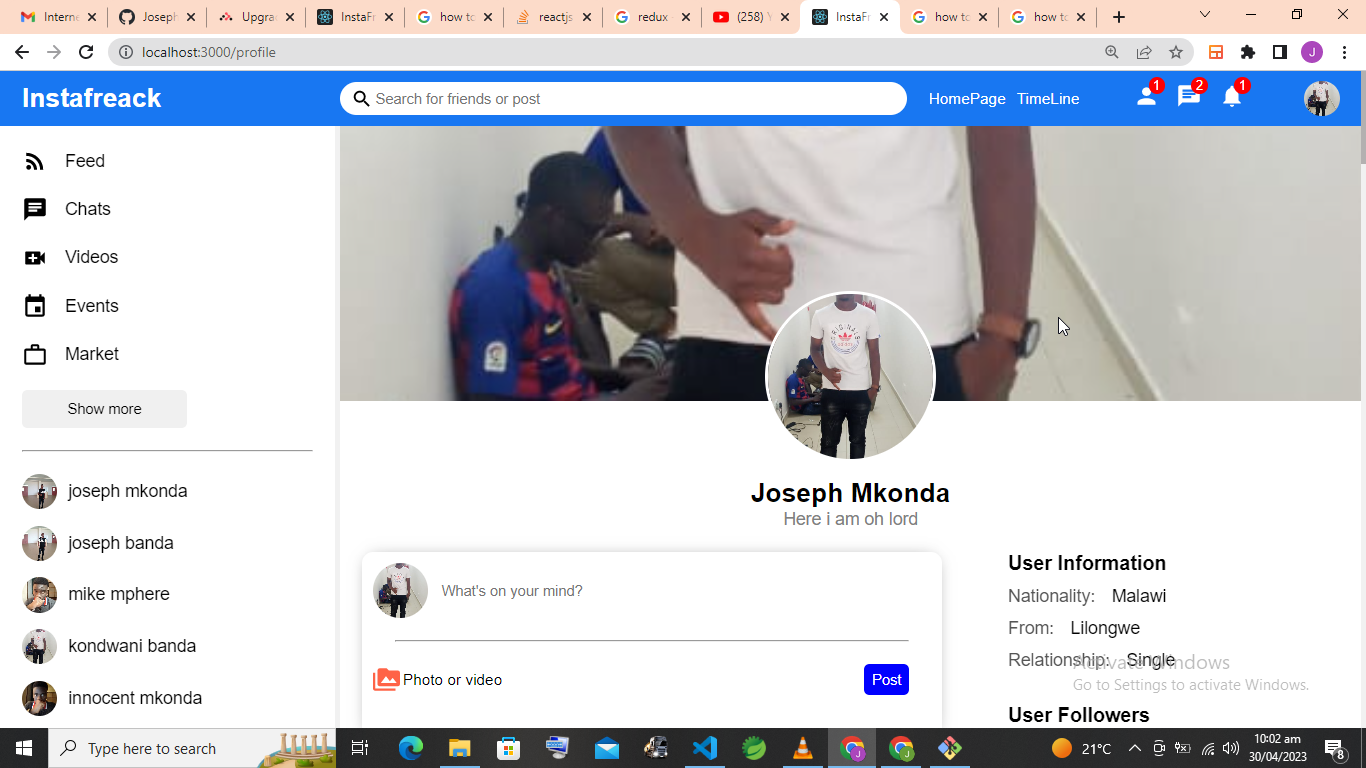 Interne
Joseph
Upgra
InstaFr
how to
reactjs
redux
(258) Y
InstaFr
how to
how to
localhost:3000/profile
J
Instafreack
Search for friends or post
HomePage TimeLine
1
2
1
Feed
Chats
Videos
Events
Market
Show more
joseph mkonda
joseph banda
mike mphere
kondwani banda
innocent mkonda
Joseph Mkonda
Here i am oh lord
What's on your mind?
Photo or video
Post
User Information
Nationality: Malawi
From: Lilongwe
Relationship: Single
User Followers
Activate Windows
Go to Settings to activate Windows.
Type here to search
21°C
10:02 am
30/04/2023
8